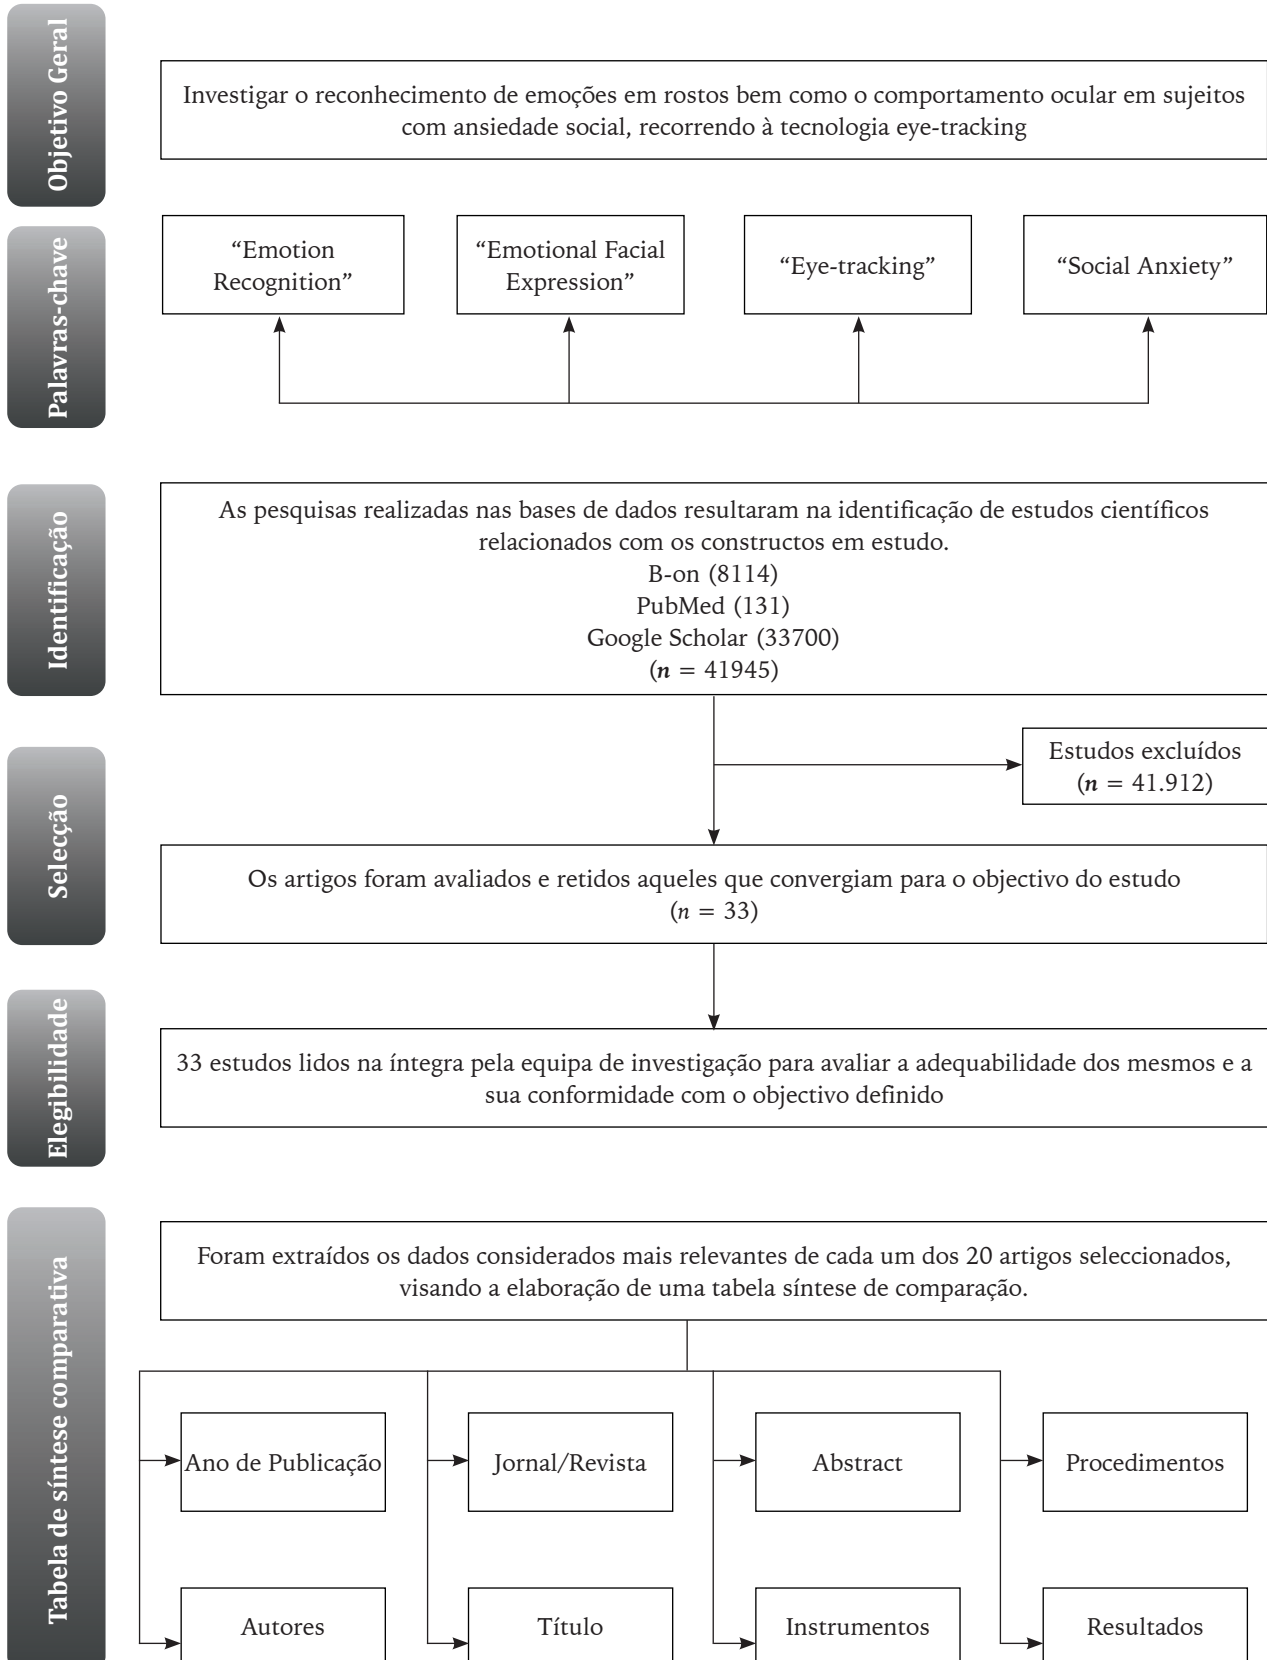 Objetivo Geral
Investigar o reconhecimento de emoções em rostos bem como o comportamento ocular em sujeitos
com ansiedade social, recorrendo à tecnologia eye-tracking
Palavras-chave
“Emotion
Recognition”
“Emotional Facial
Expression”
“Eye-tracking”
“Social Anxiety”
Identificação
As pesquisas realizadas nas bases de dados resultaram na identificação de estudos científicos
relacionados com os constructos em estudo.
B-on (8114)
PubMed (131)
Google Scholar (33700)
(n = 41945)
Selecção
Estudos excluídos
(n = 41.912)
Os artigos foram avaliados e retidos aqueles que convergiam para o objectivo do estudo
(n = 33)
Elegibilidade
33 estudos lidos na íntegra pela equipa de investigação para avaliar a adequabilidade dos mesmos e a
sua conformidade com o objectivo definido
Tabela de síntese comparativa
Foram extraídos os dados considerados mais relevantes de cada um dos 20 artigos seleccionados,
visando a elaboração de uma tabela síntese de comparação.
Ano de Publicação
Jornal/Revista
Abstract
Procedimentos
Autores
Título
Instrumentos
Resultados